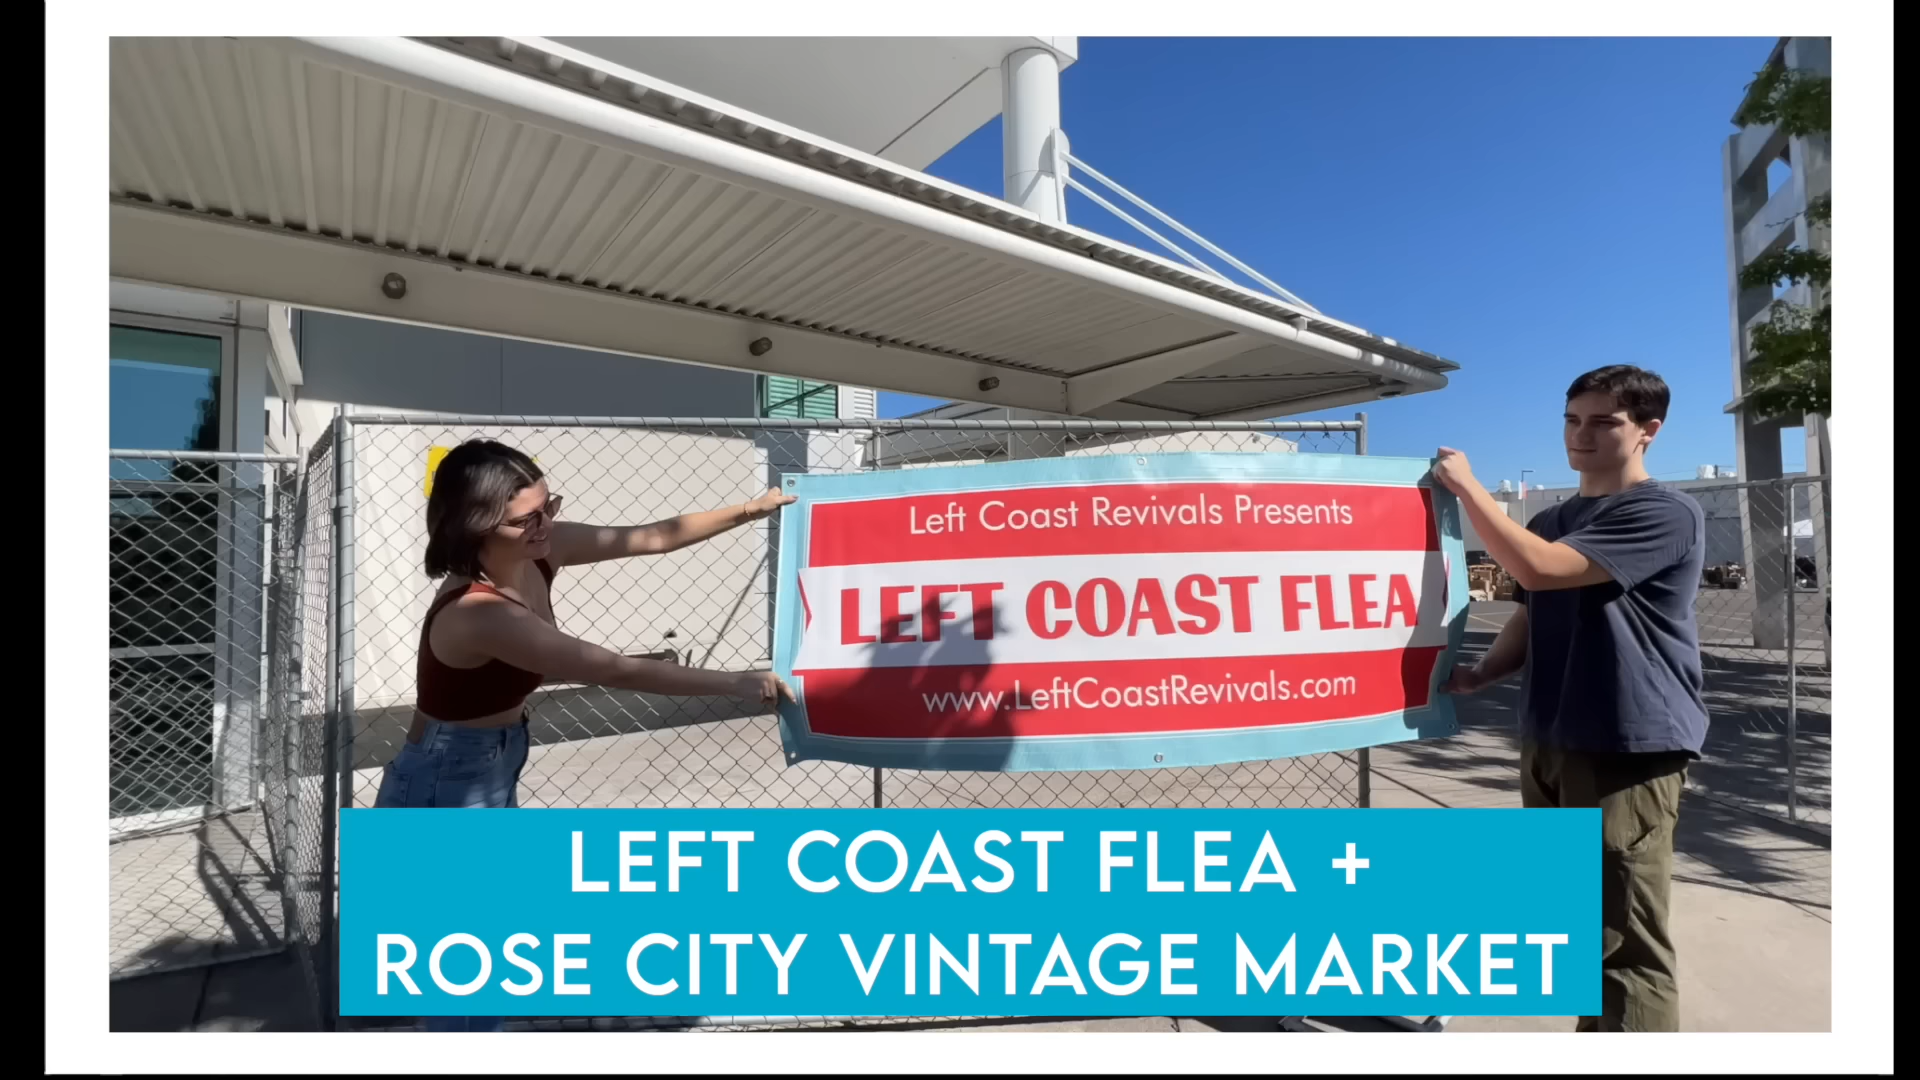 Left Coast Revivals Presents
LEFT COAST FLEA
www.LeftCoastRevivals.com
LEFT COAST FLEA +
ROSE CITY VINTAGE MARKET